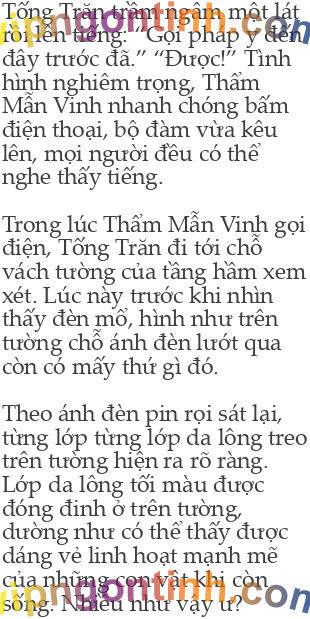 Tống Trăn trầm ngâm một lát
rồi lên tiếng: “Gọi pháp y đến
đây trước đã.” “Được!” Tình
hình nghiêm trọng, Thẩm
Mẫn Vinh nhanh chóng bấm
điện thoại, bộ đàm vừa kêu
lên, mọi người đều có thể
nghe thấy tiếng.
Trong lúc Thẩm Mẫn Vinh gọi
điện, Tống Trăn đi tới chỗ
vách tường của tầng hầm xem
xét. Lúc này trước khi nhìn
thấy đèn mổ, hình như trên
tường chỗ ánh đèn lướt qua
còn có mấy thứ gì đó.
Theo ánh đèn pin rọi sát lại,
từng lớp từng lớp da lông treo
trên tường hiện ra rõ ràng.
Lớp da lông tối màu được
đóng đinh ở trên tường,
dường như có thể thấy được
dáng vẻ linh hoạt mạnh mẽ
của những con vật khi còn
sống. Nhiều như vậy ư?
vipngontinh.com